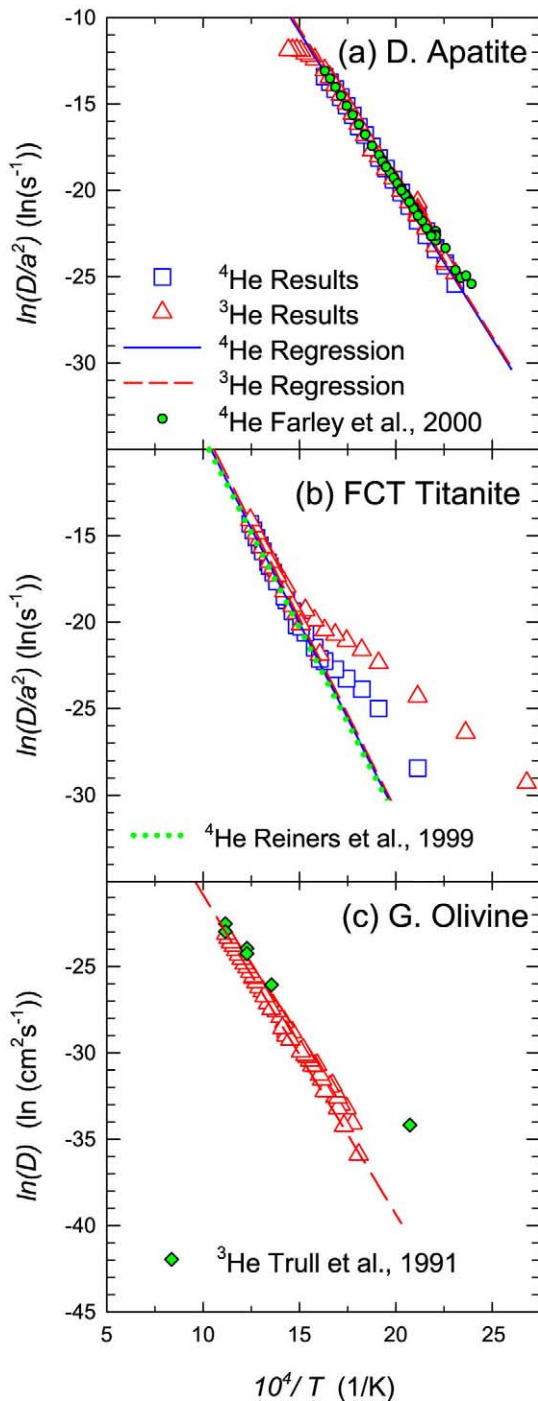 -10
(a) D. Apatite
-15
-20
-25
-30
ln(D/a²) (ln(s⁻¹))
⁴He Results
³He Results
⁴He Regression
³He Regression
⁴He Farley et al., 2000
(b) FCT Titanite
-15
-20
-25
-30
ln(D/a²) (ln(s⁻¹)
⁴He Reiners et al., 1999
(c) G. Olivine
-25
-30
-35
-40
-45
ln(D) (ln (cm²s⁻¹)
³He Trull et al., 1991
5 10 15 20 25
10⁴/T (1/K)